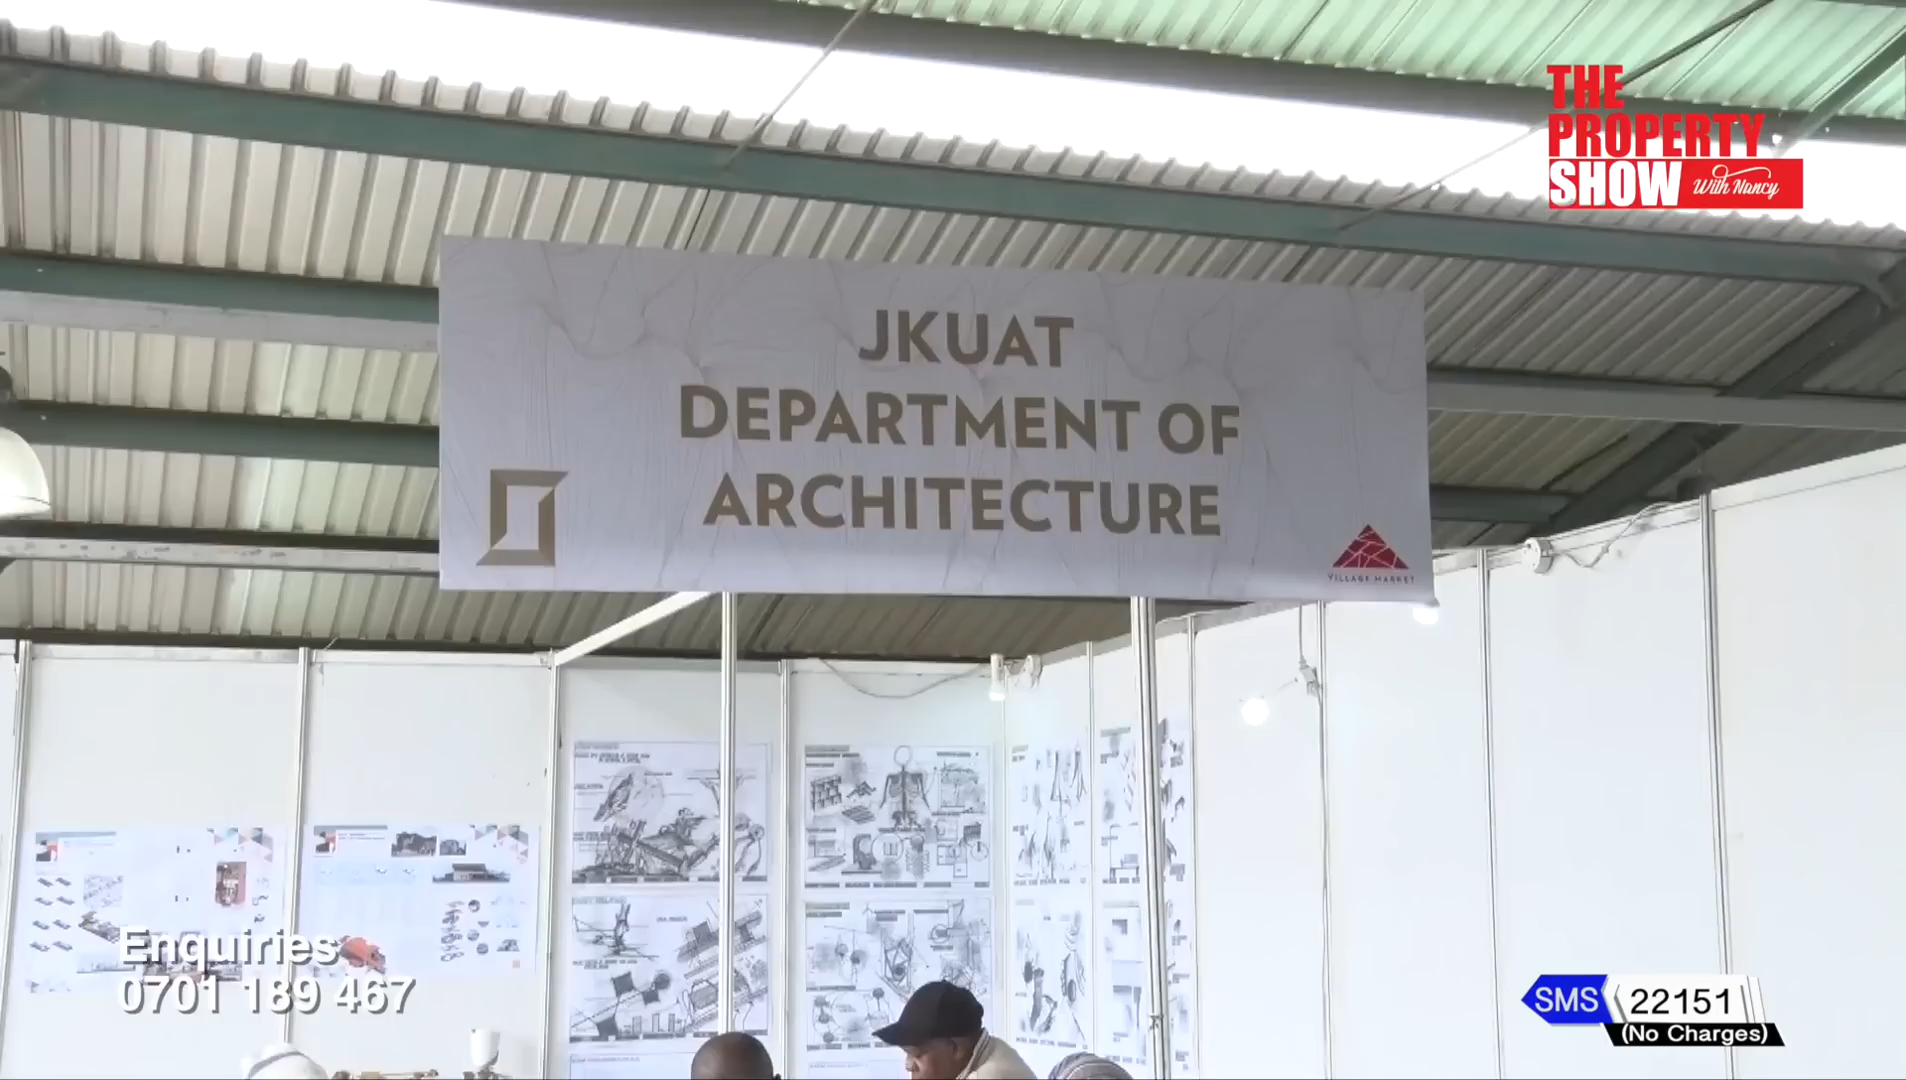 THE
PROPERTY
SHOW With Nancy
JKUAT
DEPARTMENT OF
ARCHITECTURE
VILLAGE MARKET
Enquiries
0701 189 467
SMS 22151
(No Charges)